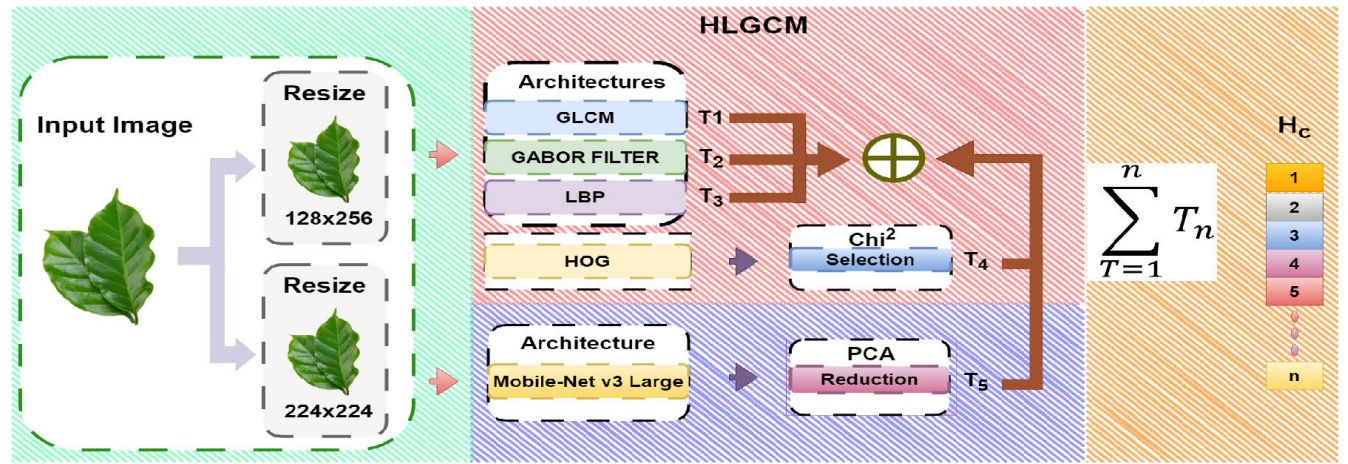 HLGCM
Input Image
Resize
128x256
Resize
224x224
Architectures
GLCM
GABOR FILTER
LBP
T1
T₂
T₃
HOG
Chi²
Selection
T₄
Architecture
Mobile-Net v3 Large
PCA
Reduction
T₅
n
∑ Tₙ
T=1
H꜀
1
2
3
4
5
n